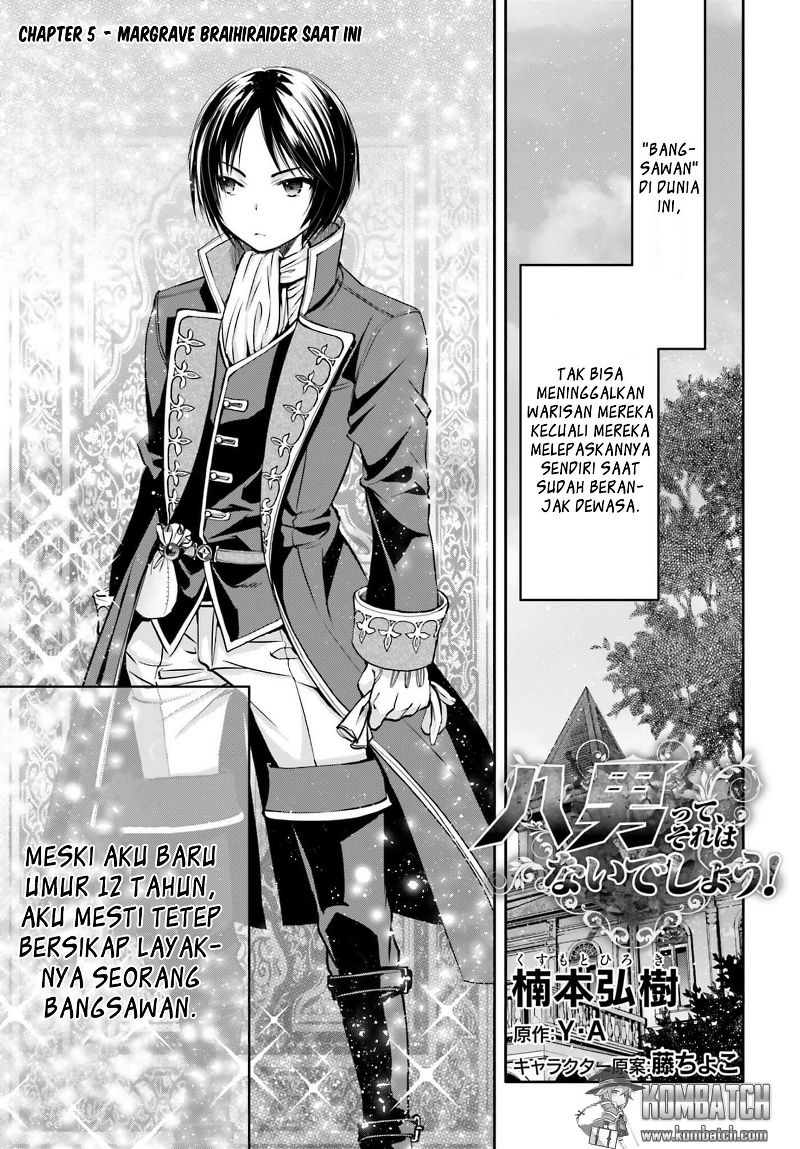 CHAPTER 5 - MARGRAVE BRAIHIRAIDER SAAT INI
"BANG-
SAWAN"
DI DUNIA
INI,
TAK BISA
MENINGGALKAN
WARISAN MEREKA
KECUALI MEREKA
MELEPASKANNYA
SENDIRI SAAT
SUDAH BERAN-
JAK DEWASA.
MESKI AKU BARU
UMUR 12 TAHUN,
AKU MESTI TETEP
BERSIKAP LAYAK-
NYA SEORANG
BANGSAWAN.
八男って、
それは
ないでしょう!
くすもとひろき
楠本弘樹
原作:Y・A
キャラクター原案:藤ちょこ
KOMBATCH
www.kombatch.com